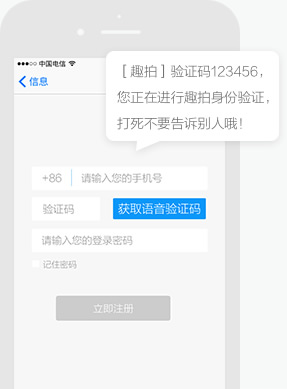 中国电信
信息
[趣拍]验证码123456，
您正在进行趣拍身份验证，
打死不要告诉别人哦！
+86 请输入您的手机号
验证码 获取语音验证码
请输入您的登录密码
记住密码
立即注册